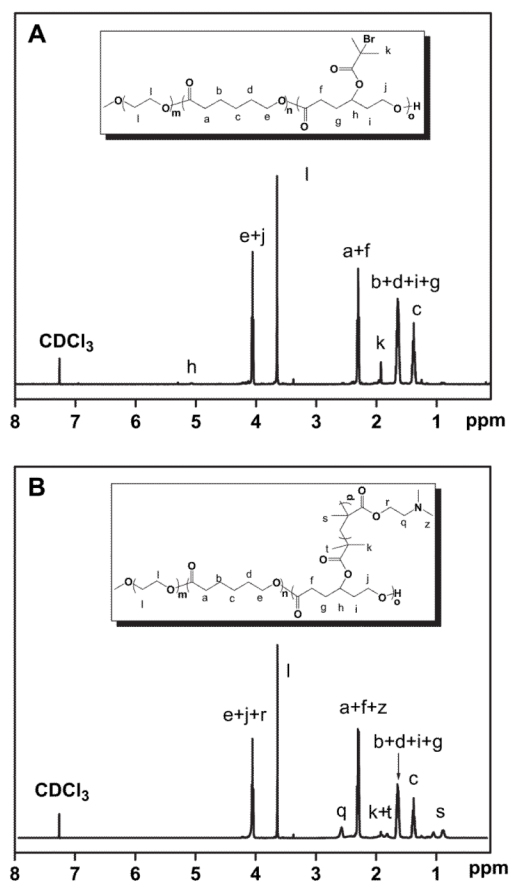 A
Br
k
O
O
O
b
d
f
j
l
O
O
O
H
O
m
n
o
l
a
c
e
O
g
h
i
l
e+j
a+f
b+d+i+g
c
k
CDCl3
h
8 7 6 5 4 3 2 1 ppm
B
p
O
r
N
s
O
q
z
t
k
O
O
O
b
d
f
j
l
O
O
O
H
O
m
n
o
l
a
c
e
O
g
h
i
l
e+j+r
a+f+z
b+d+i+g
c
CDCl3
q
k+t
s
8 7 6 5 4 3 2 1 ppm